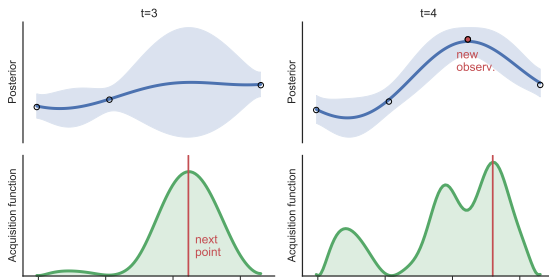 t=3
t=4
Posterior
Posterior
new
observ.
Acquisition function
next
point
Acquisition function